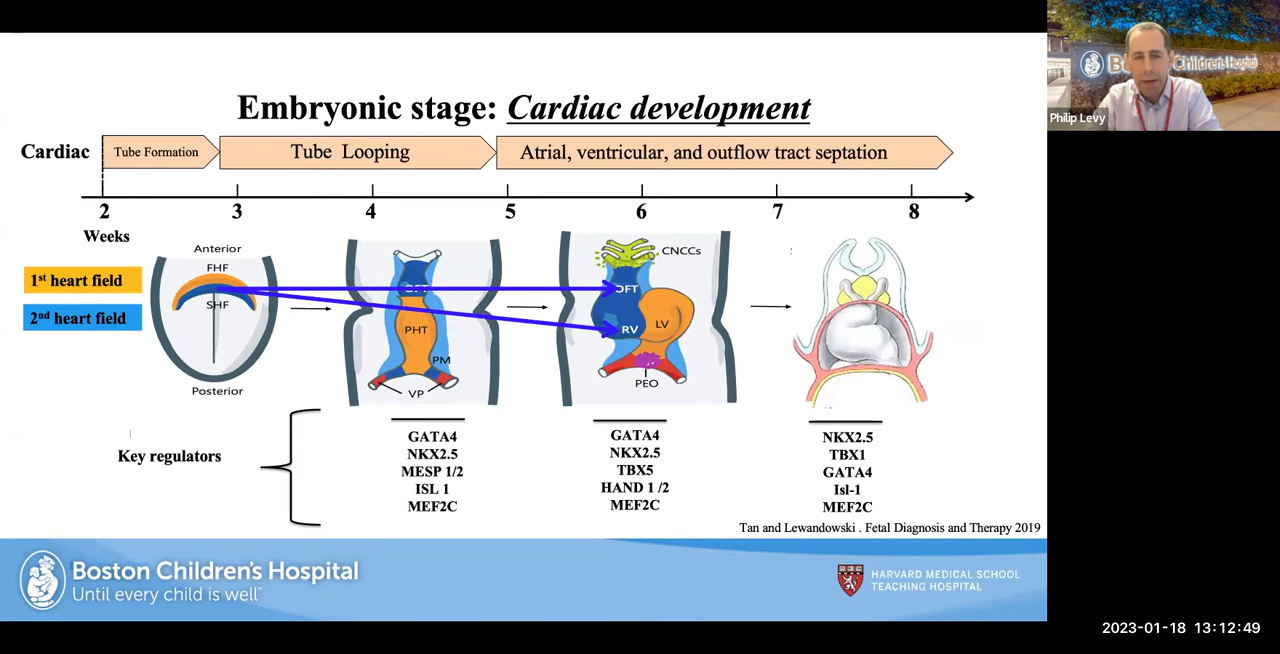 Embryonic stage: Cardiac development
Cardiac
Tube Formation
Tube Looping
Atrial, ventricular, and outflow tract septation
2 3 4 5 6 7 8
Weeks
1st heart field
2nd heart field
Anterior
FHF
SHF
Posterior
OFT
PHT
PM
VP
CNCCs
OFT
RV
LV
PEO
Key regulators
GATA4
NKX2.5
MESP 1/2
ISL 1
MEF2C
GATA4
NKX2.5
TBX5
HAND 1 /2
MEF2C
NKX2.5
TBX1
GATA4
Isl-1
MEF2C
Tan and Lewandowski . Fetal Diagnosis and Therapy 2019
Boston Children's Hospital
Until every child is well™
HARVARD MEDICAL SCHOOL
TEACHING HOSPITAL
Children's Hospital
Philip Levy
2023-01-18 13:12:49